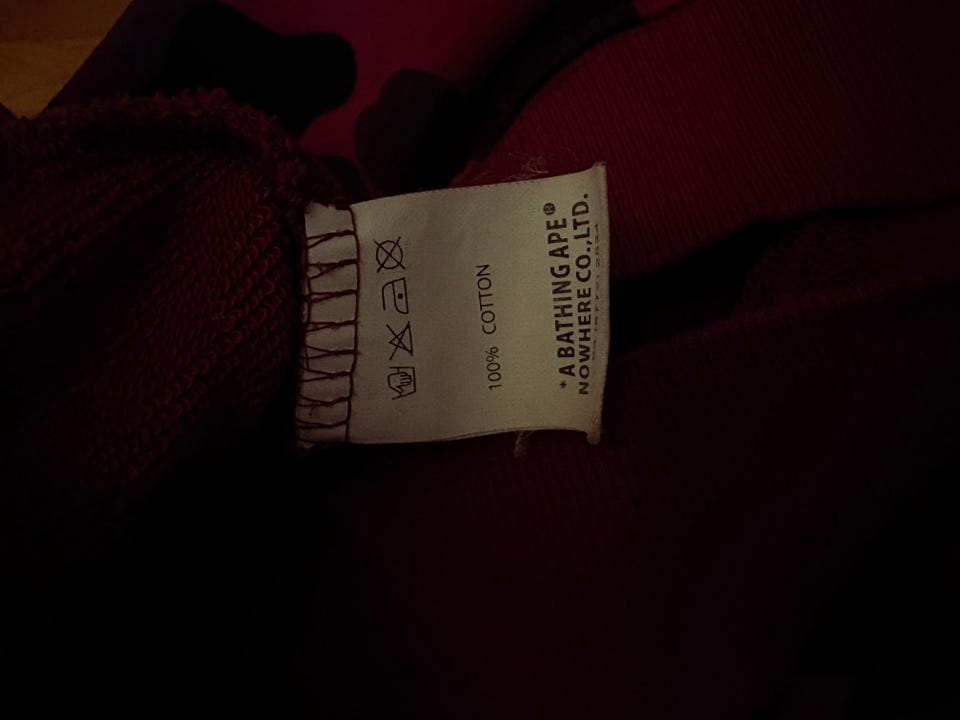 100% COTTON
*A BATHING APE®
NOWHERE CO.,LTD.